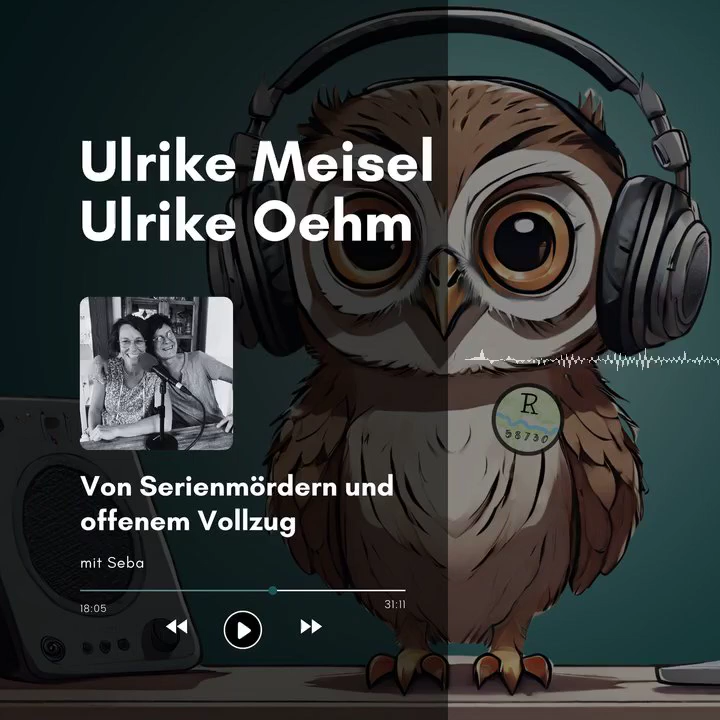 Ulrike Meisel
Ulrike Oehm
R
58730
Von Serienmördern und
offenem Vollzug
mit Seba
18:05
31:11